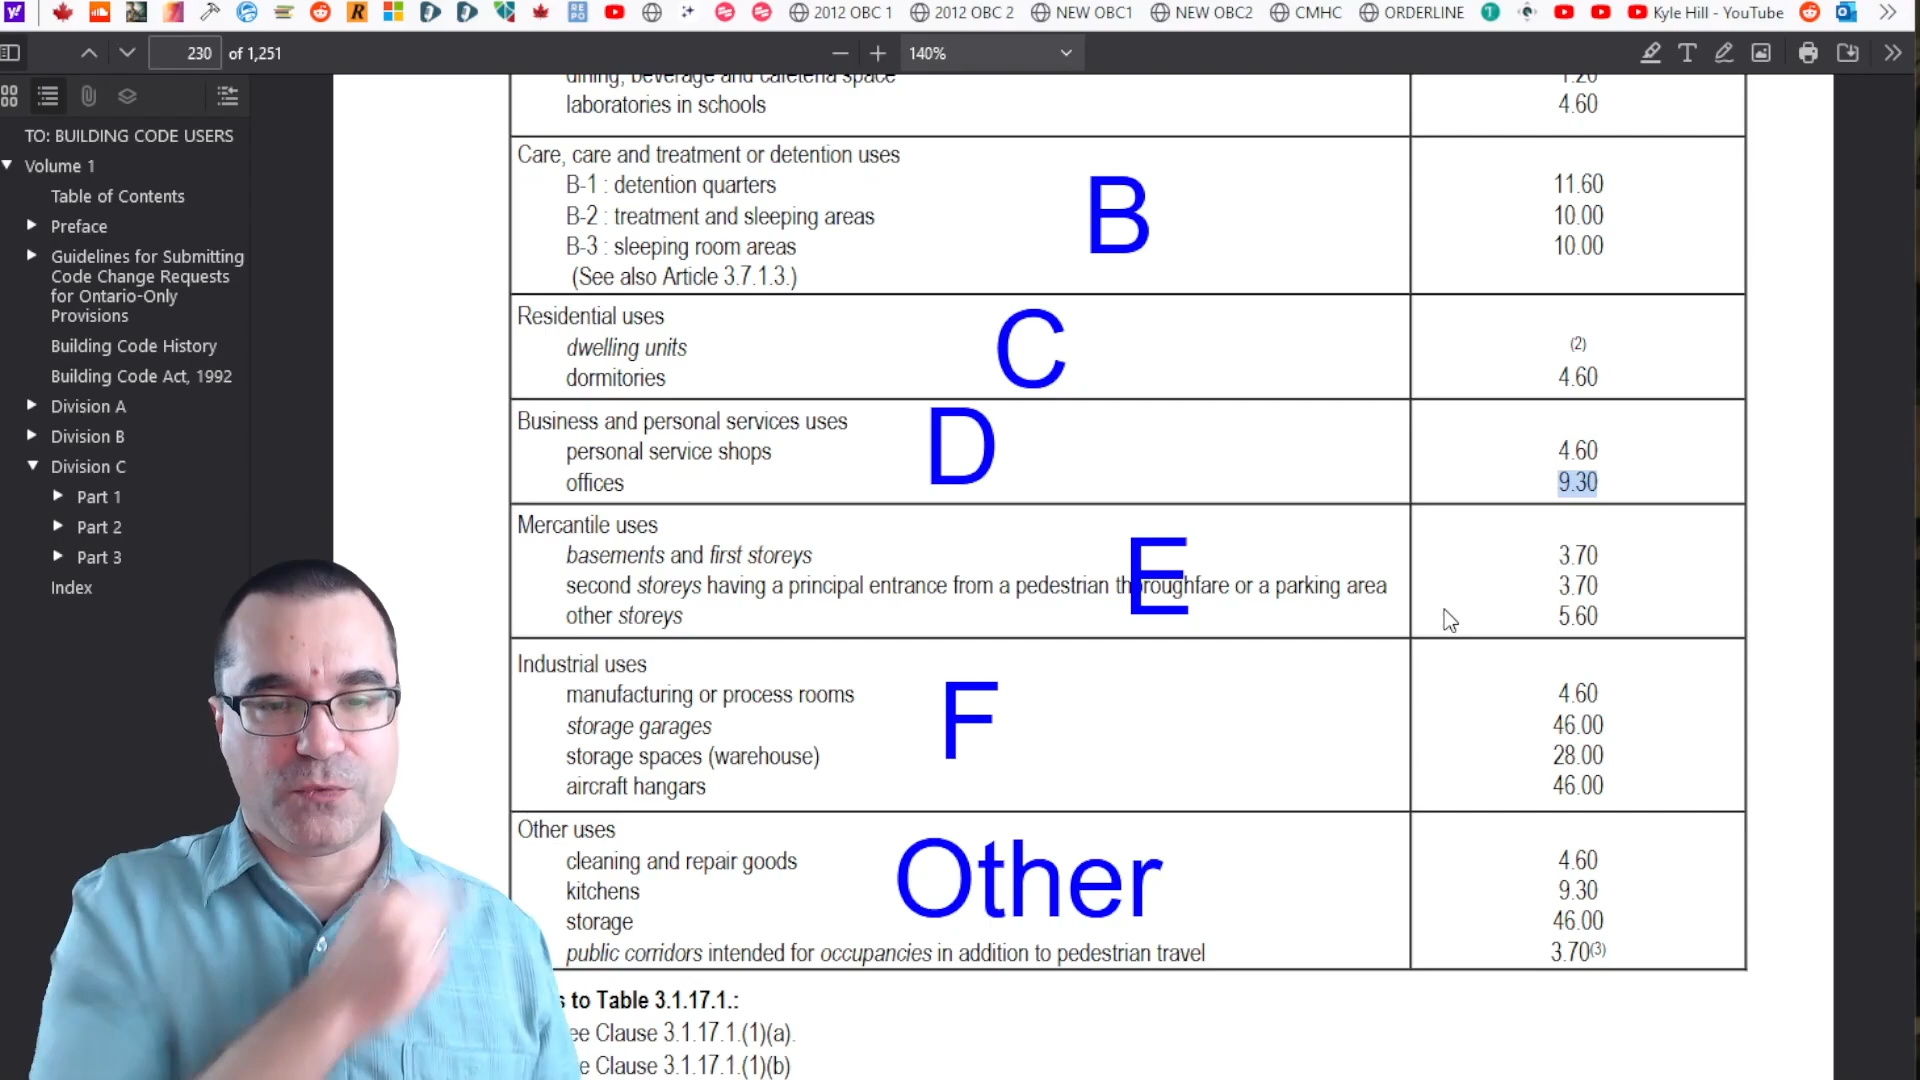 2012 OBC 1
2012 OBC 2
NEW OBC1
NEW OBC2
CMHC
ORDERLINE
Kyle Hill - YouTube
230 of 1,251
140%
TO: BUILDING CODE USERS
Volume 1
Table of Contents
Preface
Guidelines for Submitting
Code Change Requests
for Ontario-Only
Provisions
Building Code History
Building Code Act, 1992
Division A
Division B
Division C
Part 1
Part 2
Part 3
Index
dining, beverage and cafeteria space 1.20
laboratories in schools 4.60
Care, care and treatment or detention uses
B-1 : detention quarters 11.60
B-2 : treatment and sleeping areas 10.00
B-3 : sleeping room areas 10.00
(See also Article 3.7.1.3.)
B
Residential uses
dwelling units (2)
dormitories 4.60
C
Business and personal services uses
personal service shops 4.60
offices 9.30
D
Mercantile uses
basements and first storeys 3.70
second storeys having a principal entrance from a pedestrian thoroughfare or a parking area 3.70
other storeys 5.60
E
Industrial uses
manufacturing or process rooms 4.60
storage garages 46.00
storage spaces (warehouse) 28.00
aircraft hangars 46.00
F
Other uses
cleaning and repair goods 4.60
kitchens 9.30
storage 46.00
public corridors intended for occupancies in addition to pedestrian travel 3.70(3)
Other
to Table 3.1.17.1.:
Clause 3.1.17.1.(1)(a).
Clause 3.1.17.1.(1)(b)